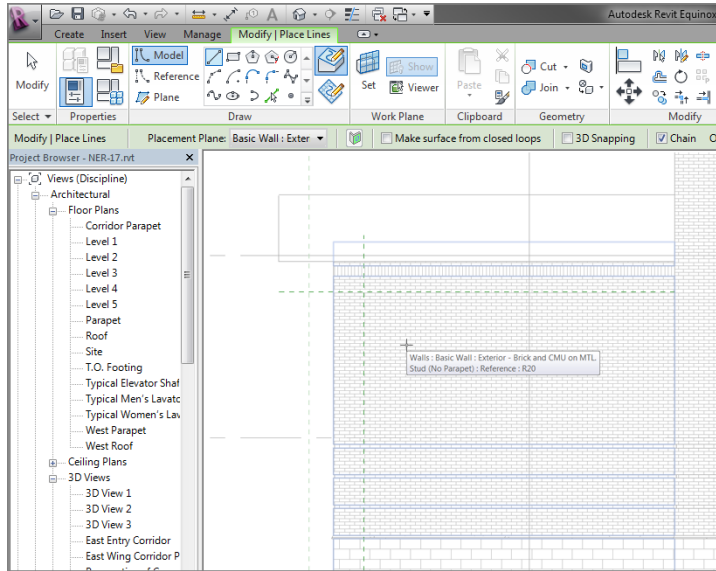 Autodesk Revit Equinox
Create Insert View Manage Modify | Place Lines
Modify
Model
Reference
Plane
Set
Show
Viewer
Paste
Cut
Join
Select Properties Draw Work Plane Clipboard Geometry Modify
Modify | Place Lines Placement Plane: Basic Wall : Exter Make surface from closed loops 3D Snapping Chain O
Project Browser - NER-17.rvt
Views (Discipline)
Architectural
Floor Plans
Corridor Parapet
Level 1
Level 2
Level 3
Level 4
Level 5
Parapet
Roof
Site
T.O. Footing
Typical Elevator Shaf
Typical Men's Lavato
Typical Women's Lav
West Parapet
West Roof
Ceiling Plans
3D Views
3D View 1
3D View 2
3D View 3
East Entry Corridor
East Wing Corridor P
Walls : Basic Wall : Exterior - Brick and CMU on MTL.
Stud (No Parapet) : Reference : R20